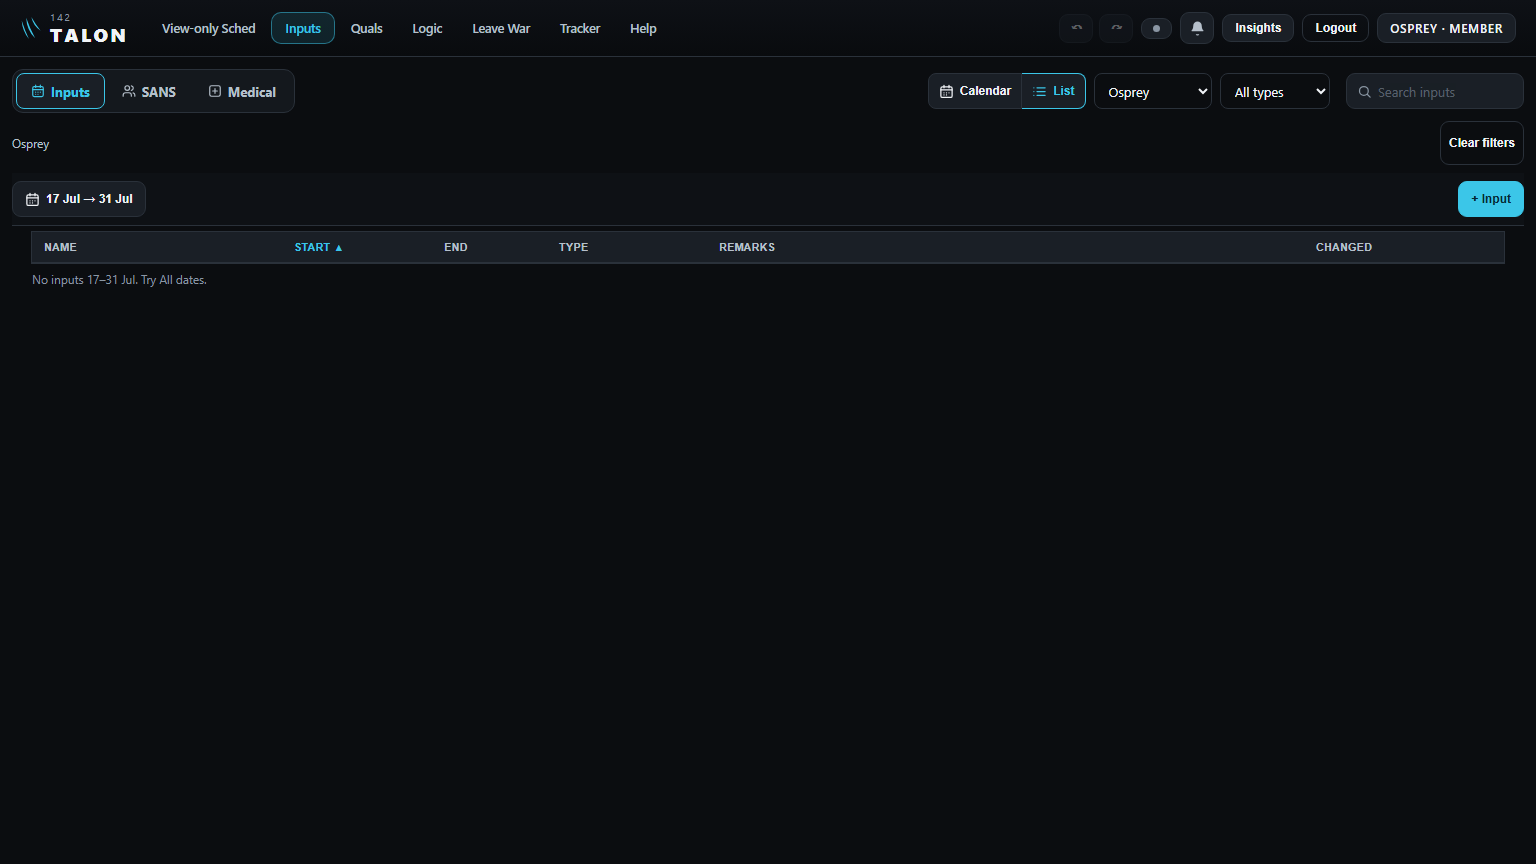 142
TALON
View-only Sched
Inputs
Quals
Logic
Leave War
Tracker
Help
Insights
Logout
OSPREY · MEMBER
Inputs
SANS
Medical
Calendar
List
Osprey
All types
Search inputs
Osprey
Clear filters
17 Jul → 31 Jul
+ Input
NAME
START ▲
END
TYPE
REMARKS
CHANGED
No inputs 17–31 Jul. Try All dates.